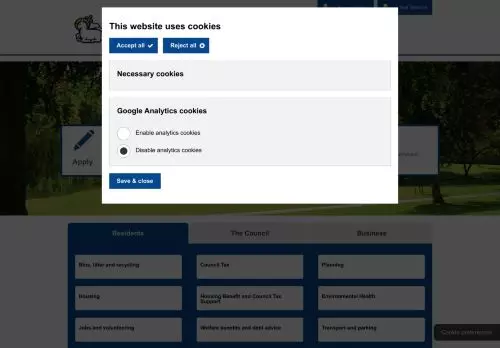 This website uses cookies
Accept all
Reject all
Necessary cookies
Google Analytics cookies
Enable analytics cookies
Disable analytics cookies
Save & close
Apply
Residents
The Council
Business
Bins, litter and recycling
Council Tax
Planning
Housing
Housing Benefit and Council Tax
Support
Environmental Health
Jobs and volunteering
Welfare benefits and debt advice
Transport and parking
Cookie preferences